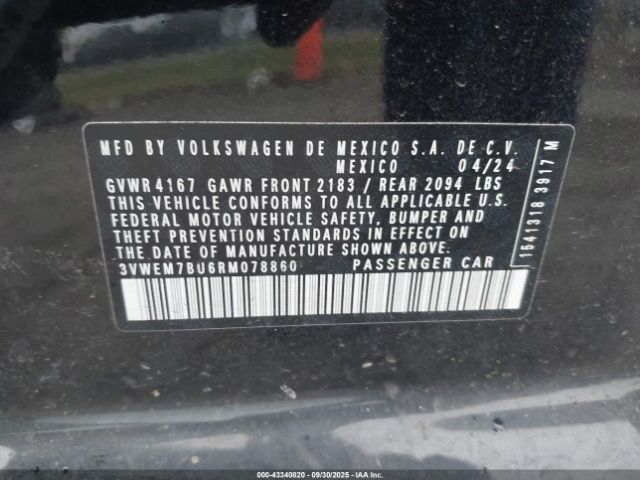 MFD BY VOLKSWAGEN DE MEXICO S.A. DE C.V.
MEXICO 04/24
GVWR 4167 GAWR FRONT 2183 / REAR 2094 LBS
THIS VEHICLE CONFORMS TO ALL APPLICABLE U.S.
FEDERAL MOTOR VEHICLE SAFETY, BUMPER AND
THEFT PREVENTION STANDARDS IN EFFECT ON
THE DATE OF MANUFACTURE SHOWN ABOVE.
3VWEM7BU6RM078860 PASSENGER CAR
1541318 3917 M
000-43340820 - 09/30/2025 - IAA Inc.